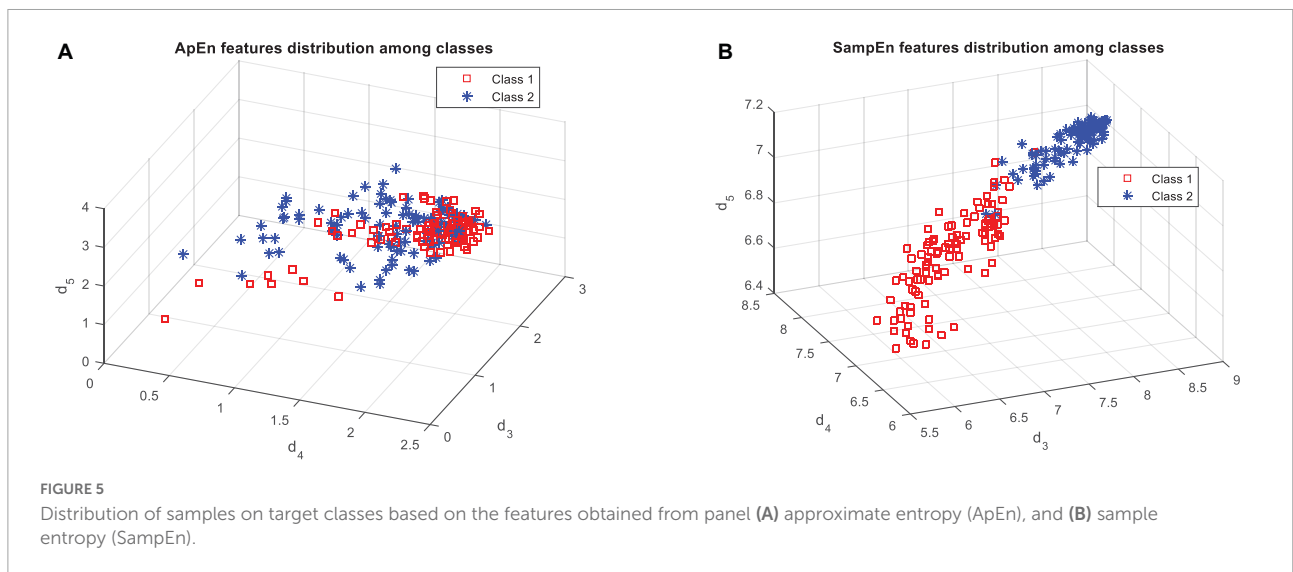 A
ApEn features distribution among classes
Class 1
Class 2
4
3
2
1
0
d5
0
0.5
1
1.5
2
2.5
d4
0
1
2
3
d3
B
SampEn features distribution among classes
Class 1
Class 2
7.2
7
6.8
6.6
6.4
d5
8.5
8
7.5
7
6.5
6
d4
5.5
6
6.5
7
7.5
8
8.5
9
d3
FIGURE 5
Distribution of samples on target classes based on the features obtained from panel (A) approximate entropy (ApEn), and (B) sample
entropy (SampEn).